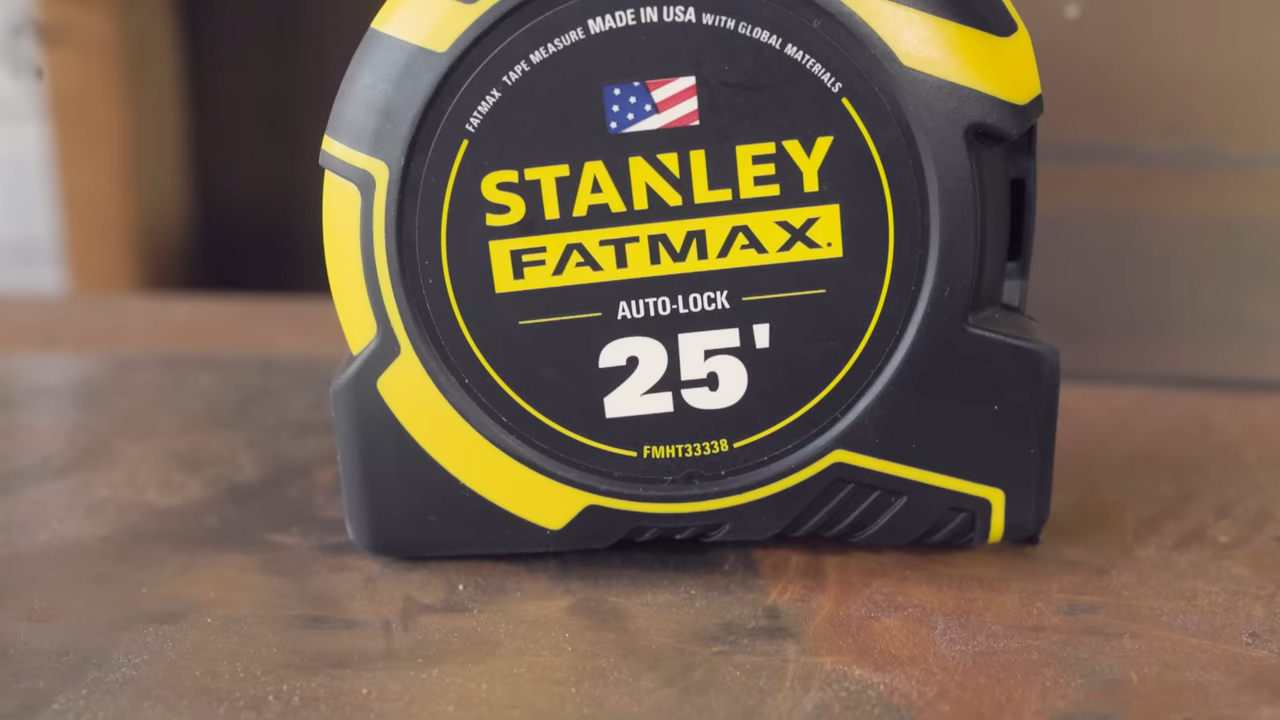 FATMAX TAPE MEASURE MADE IN USA WITH GLOBAL MATERIALS
STANLEY
FATMAX.
AUTO-LOCK
25'
FMHT33338